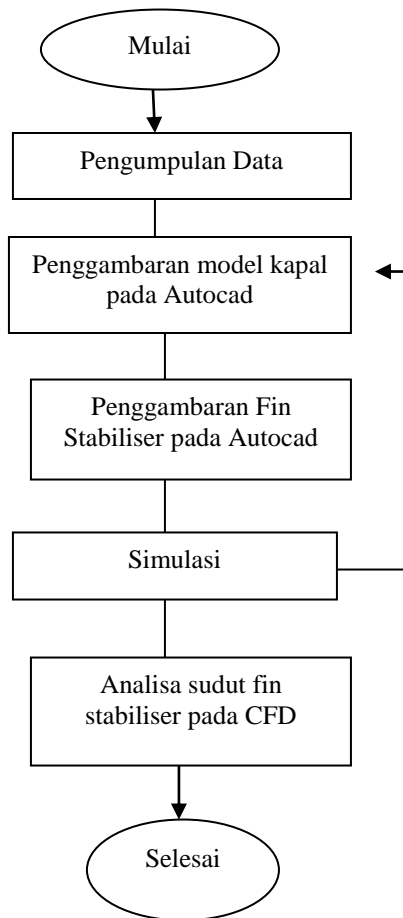 Mulai
Pengumpulan Data
Penggambaran model kapal
pada Autocad
Penggambaran Fin
Stabiliser pada Autocad
Simulasi
Analisa sudut fin
stabiliser pada CFD
Selesai